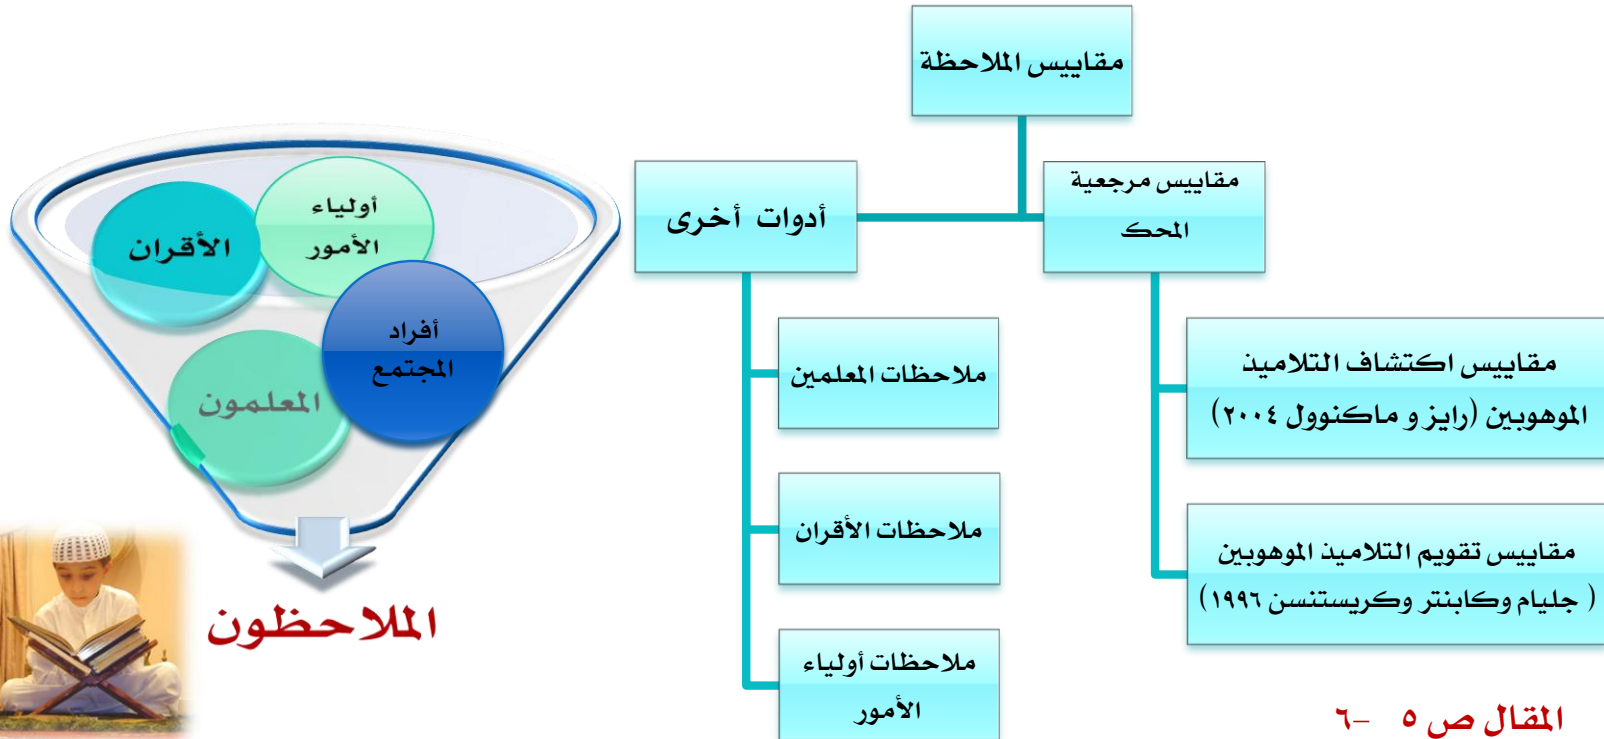 مقاييس الملاحظة
مقاييس مرجعية
المحك
مقاييس اكتشاف التلاميذ
الموهوبين (رايز و ماكنوول ٢٠٠٤)
مقاييس تقويم التلاميذ الموهوبين
( جليام وكابنتر وكريستنسن ١٩٩٦)
أدوات أخرى
ملاحظات المعلمين
ملاحظات الأقران
ملاحظات أولياء
الأمور
أولياء
الأمور
الأقران
أفراد
المجتمع
المعلمون
الملاحظون
المقال ص ٥ -٦